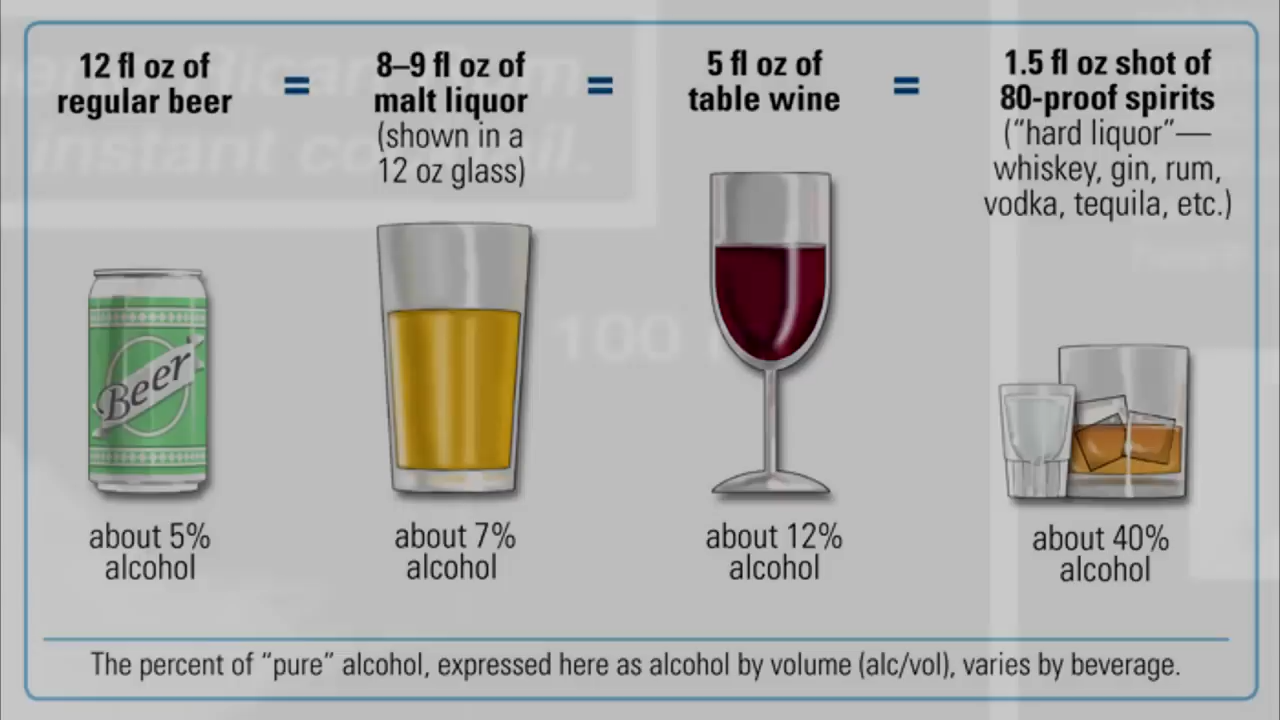 12 fl oz of
regular beer
=
8–9 fl oz of
malt liquor
(shown in a
12 oz glass)
=
5 fl oz of
table wine
=
1.5 fl oz shot of
80-proof spirits
(“hard liquor”—
whiskey, gin, rum,
vodka, tequila, etc.)
Beer
100
instant
about 5%
alcohol
about 7%
alcohol
about 12%
alcohol
about 40%
alcohol
The percent of “pure” alcohol, expressed here as alcohol by volume (alc/vol), varies by beverage.